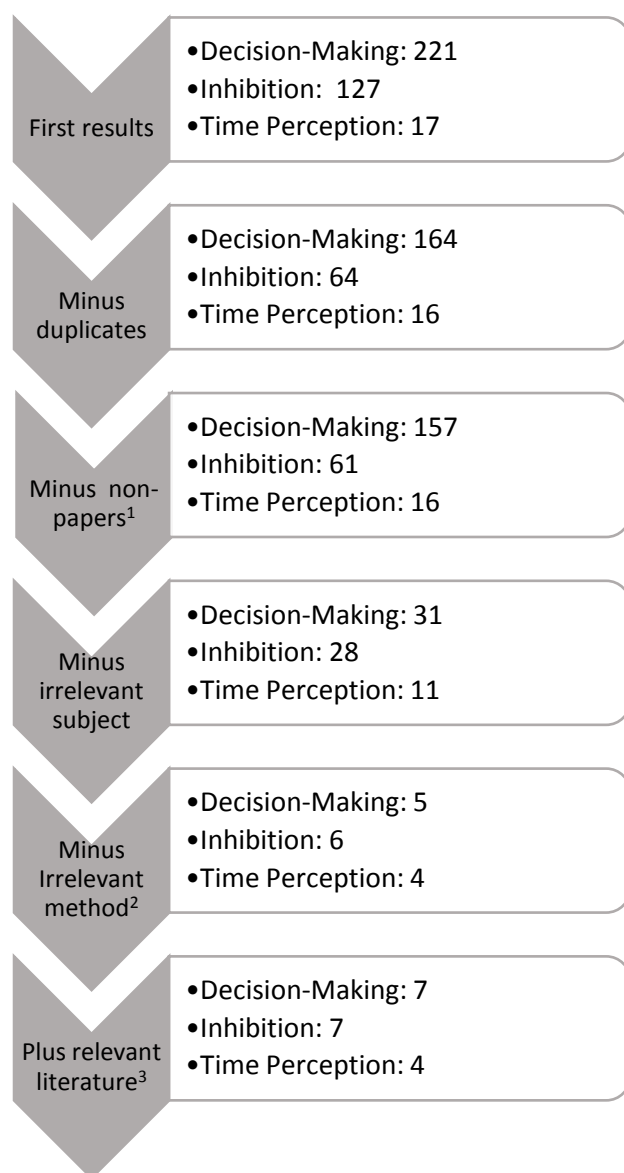 First results
•Decision-Making: 221
•Inhibition:  127
•Time Perception: 17
Minus
duplicates
•Decision-Making: 164
•Inhibition: 64
•Time Perception: 16
Minus  non-
papers¹
•Decision-Making: 157
•Inhibition: 61
•Time Perception: 16
Minus
irrelevant
subject
•Decision-Making: 31
•Inhibition: 28
•Time Perception: 11
Minus
Irrelevant
method²
•Decision-Making: 5
•Inhibition: 6
•Time Perception: 4
Plus relevant
literature³
•Decision-Making: 7
•Inhibition: 7
•Time Perception: 4